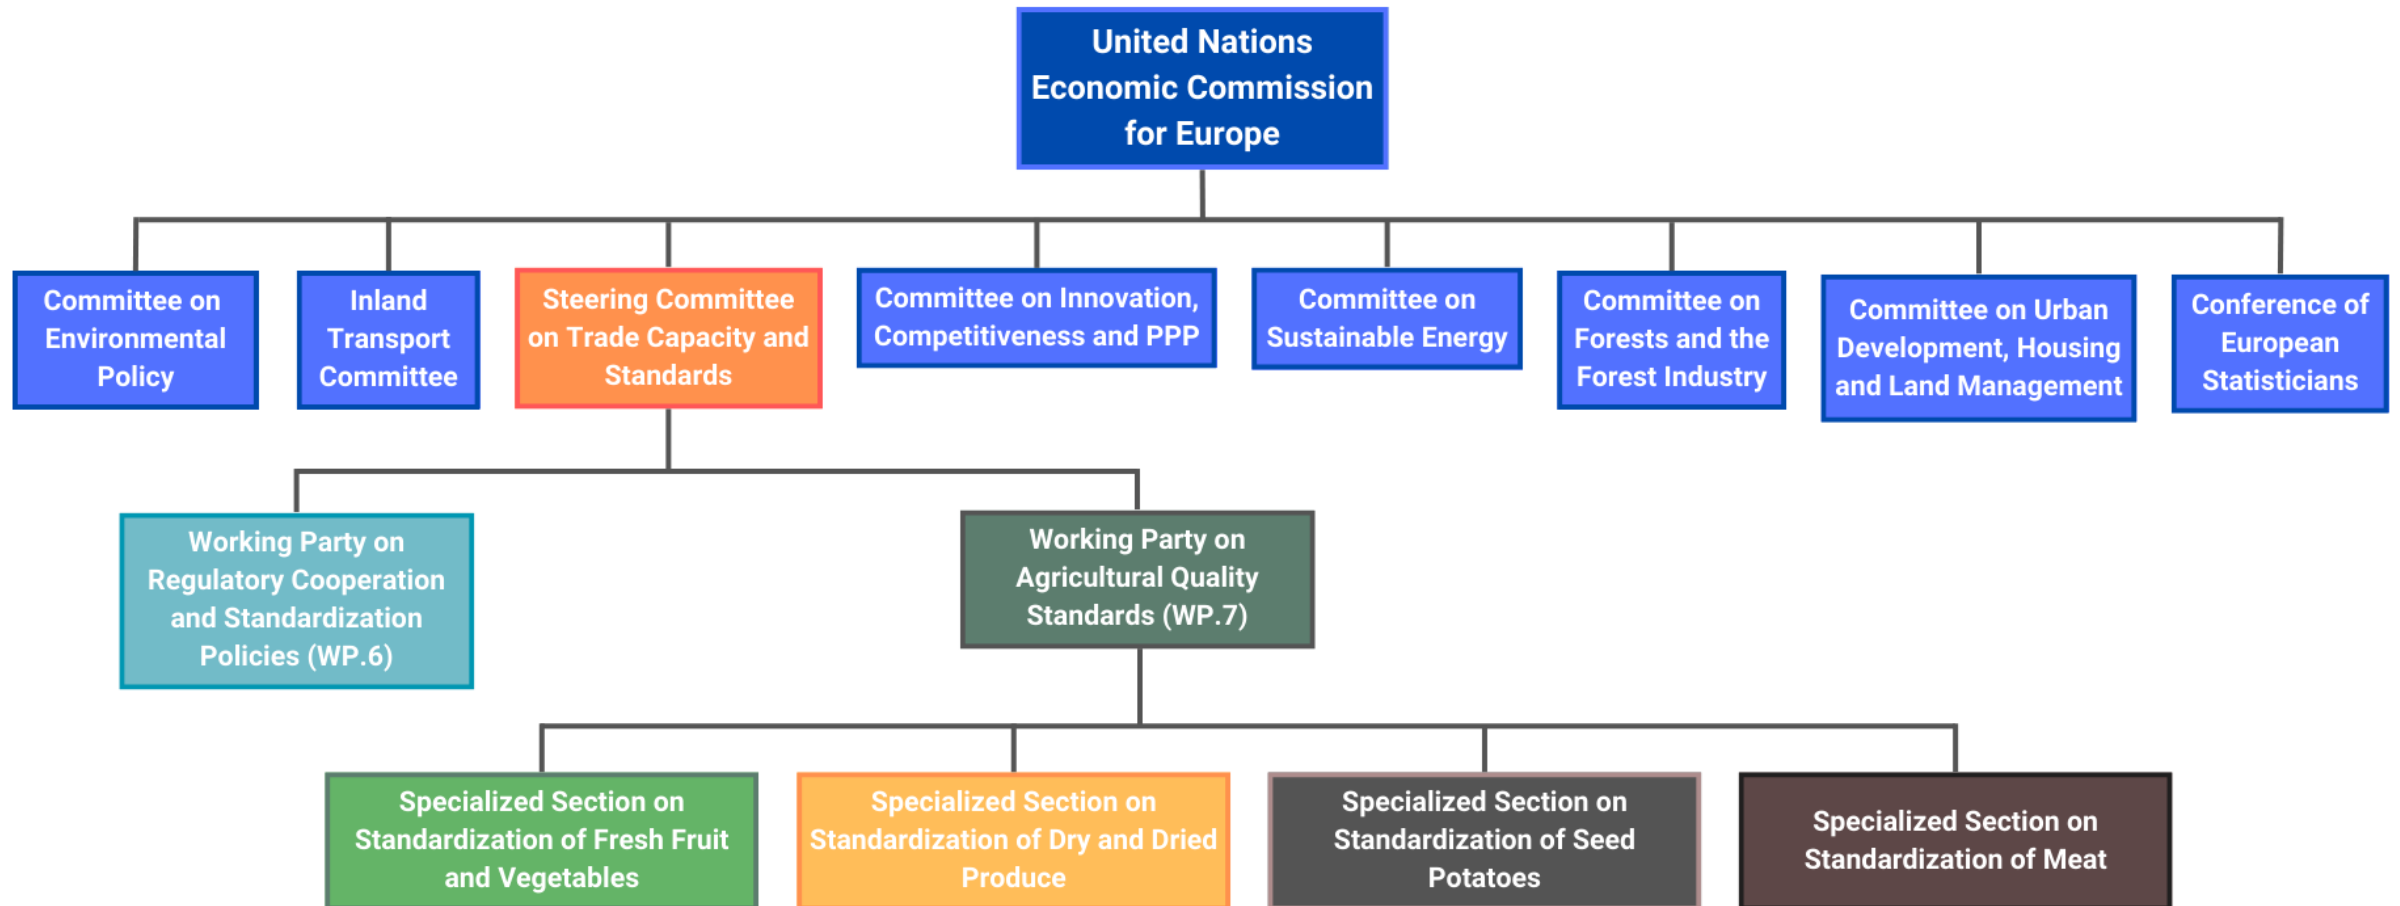 United Nations
Economic Commission
for Europe
Committee on
Environmental
Policy
Inland
Transport
Committee
Steering Committee
on Trade Capacity and
Standards
Committee on Innovation,
Competitiveness and PPP
Committee on
Sustainable Energy
Committee on
Forests and the
Forest Industry
Committee on Urban
Development, Housing
and Land Management
Conference of
European
Statisticians
Working Party on
Regulatory Cooperation
and Standardization
Policies (WP.6)
Working Party on
Agricultural Quality
Standards (WP.7)
Specialized Section on
Standardization of Fresh Fruit
and Vegetables
Specialized Section on
Standardization of Dry and Dried
Produce
Specialized Section on
Standardization of Seed
Potatoes
Specialized Section on
Standardization of Meat